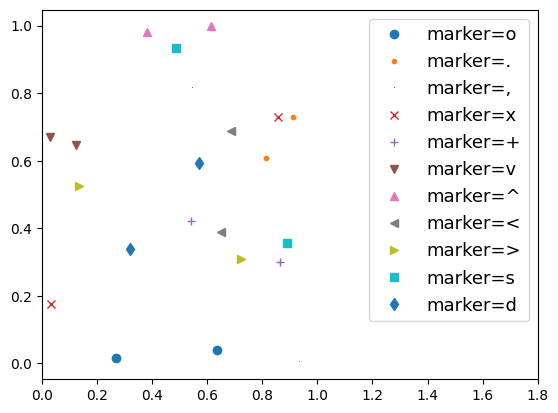 1.0
0.8
0.6
0.4
0.2
0.0
0.0 0.2 0.4 0.6 0.8 1.0 1.2 1.4 1.6 1.8
marker=o
marker=.
marker=,
marker=x
marker=+
marker=v
marker=^
marker=<
marker=>
marker=s
marker=d